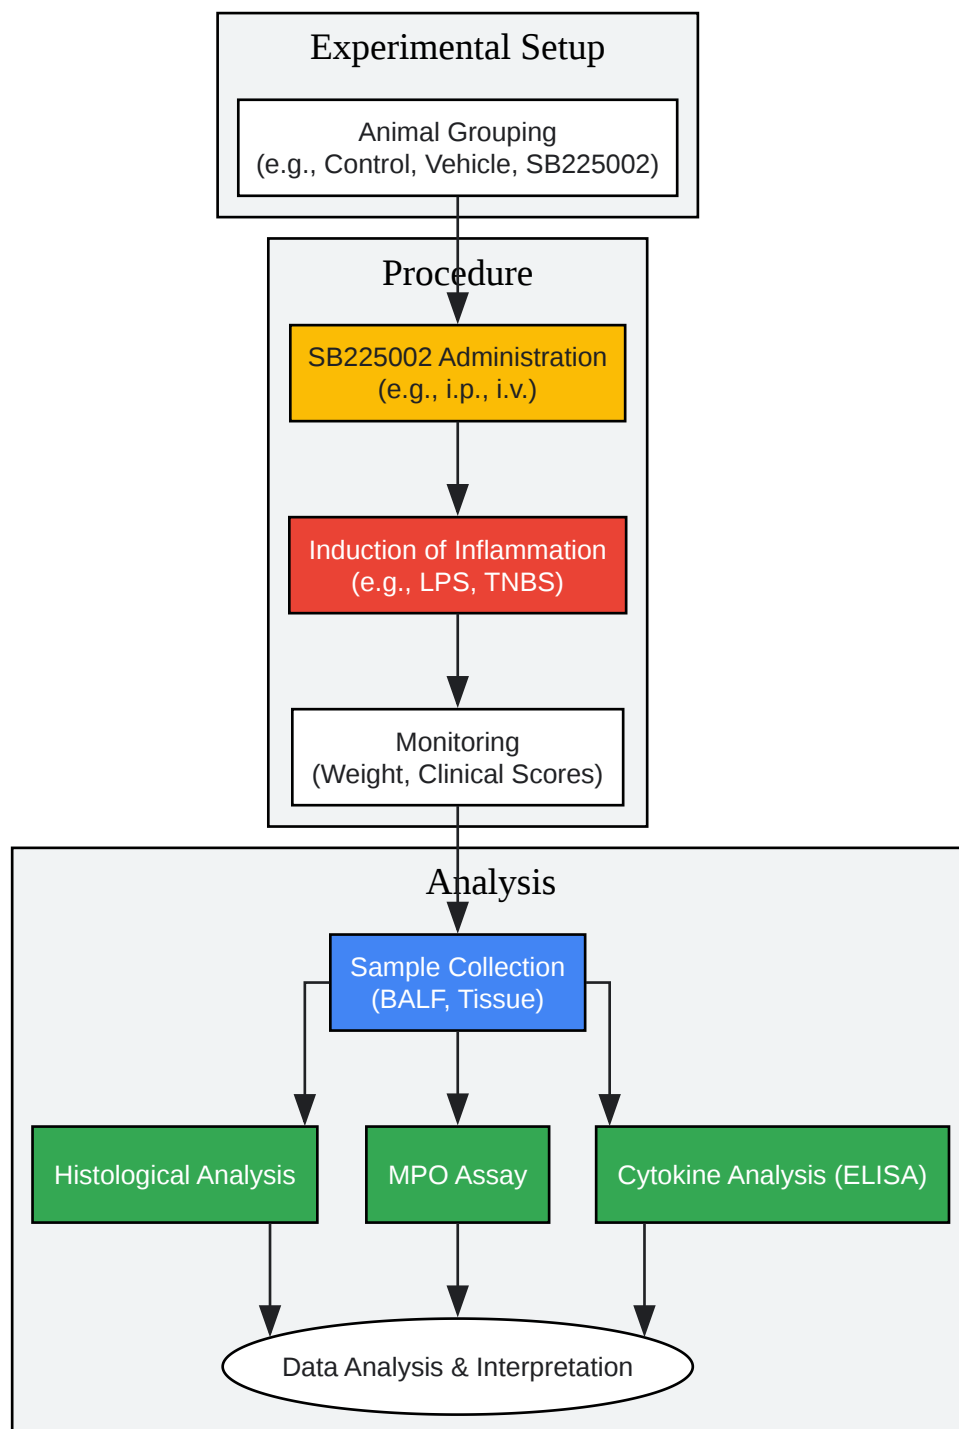 Experimental Setup
Animal Grouping
(e.g., Control, Vehicle, SB225002)
Procedure
SB225002 Administration
(e.g., i.p., i.v.)
Induction of Inflammation
(e.g., LPS, TNBS)
Monitoring
(Weight, Clinical Scores)
Analysis
Sample Collection
(BALF, Tissue)
Histological Analysis
MPO Assay
Cytokine Analysis (ELISA)
Data Analysis & Interpretation